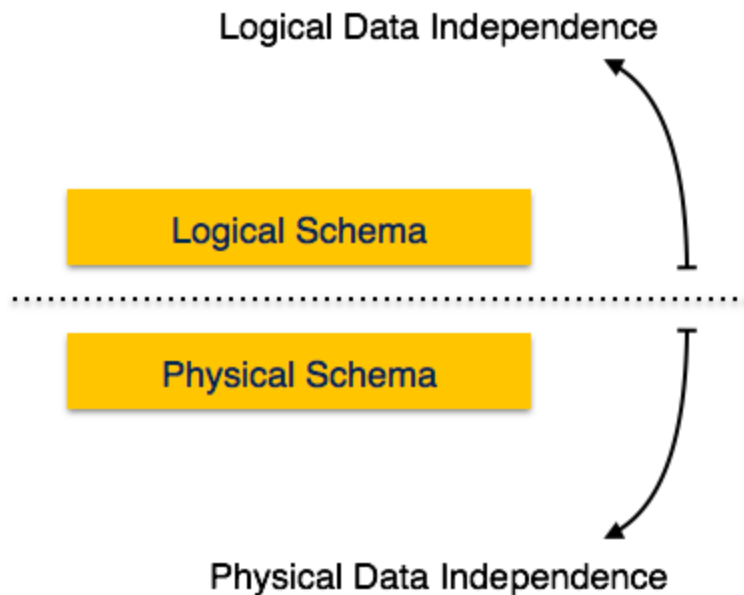 Logical Data Independence
Logical Schema
Physical Schema
Physical Data Independence